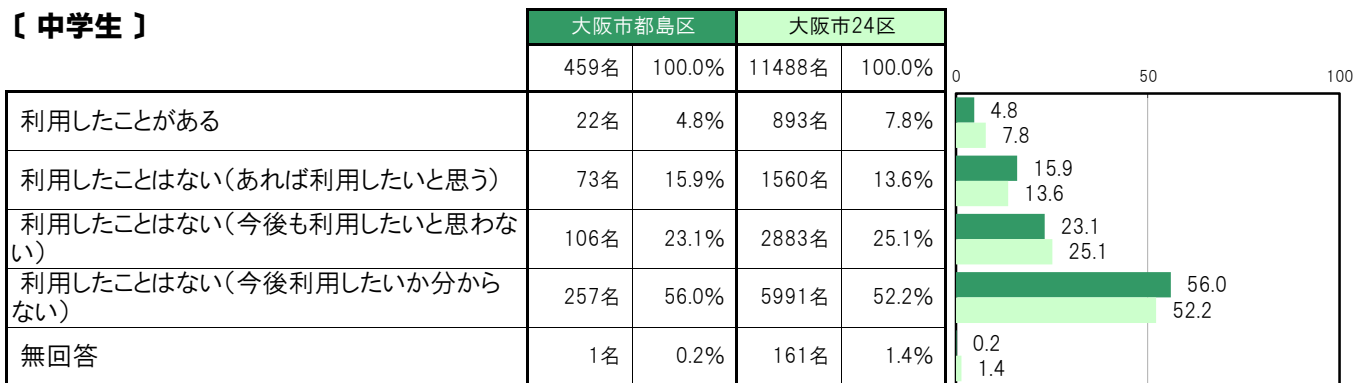 〔 中学生 〕
大阪市都島区 大阪市24区
459名 100.0% 11488名 100.0%
0 50 100
利用したことがある 22名 4.8% 893名 7.8%
4.8
7.8
利用したことはない（あれば利用したいと思う） 73名 15.9% 1560名 13.6%
15.9
13.6
利用したことはない（今後も利用したいと思わな
い） 106名 23.1% 2883名 25.1%
23.1
25.1
利用したことはない（今後利用したいか分から
ない） 257名 56.0% 5991名 52.2%
56.0
52.2
無回答 1名 0.2% 161名 1.4%
0.2
1.4